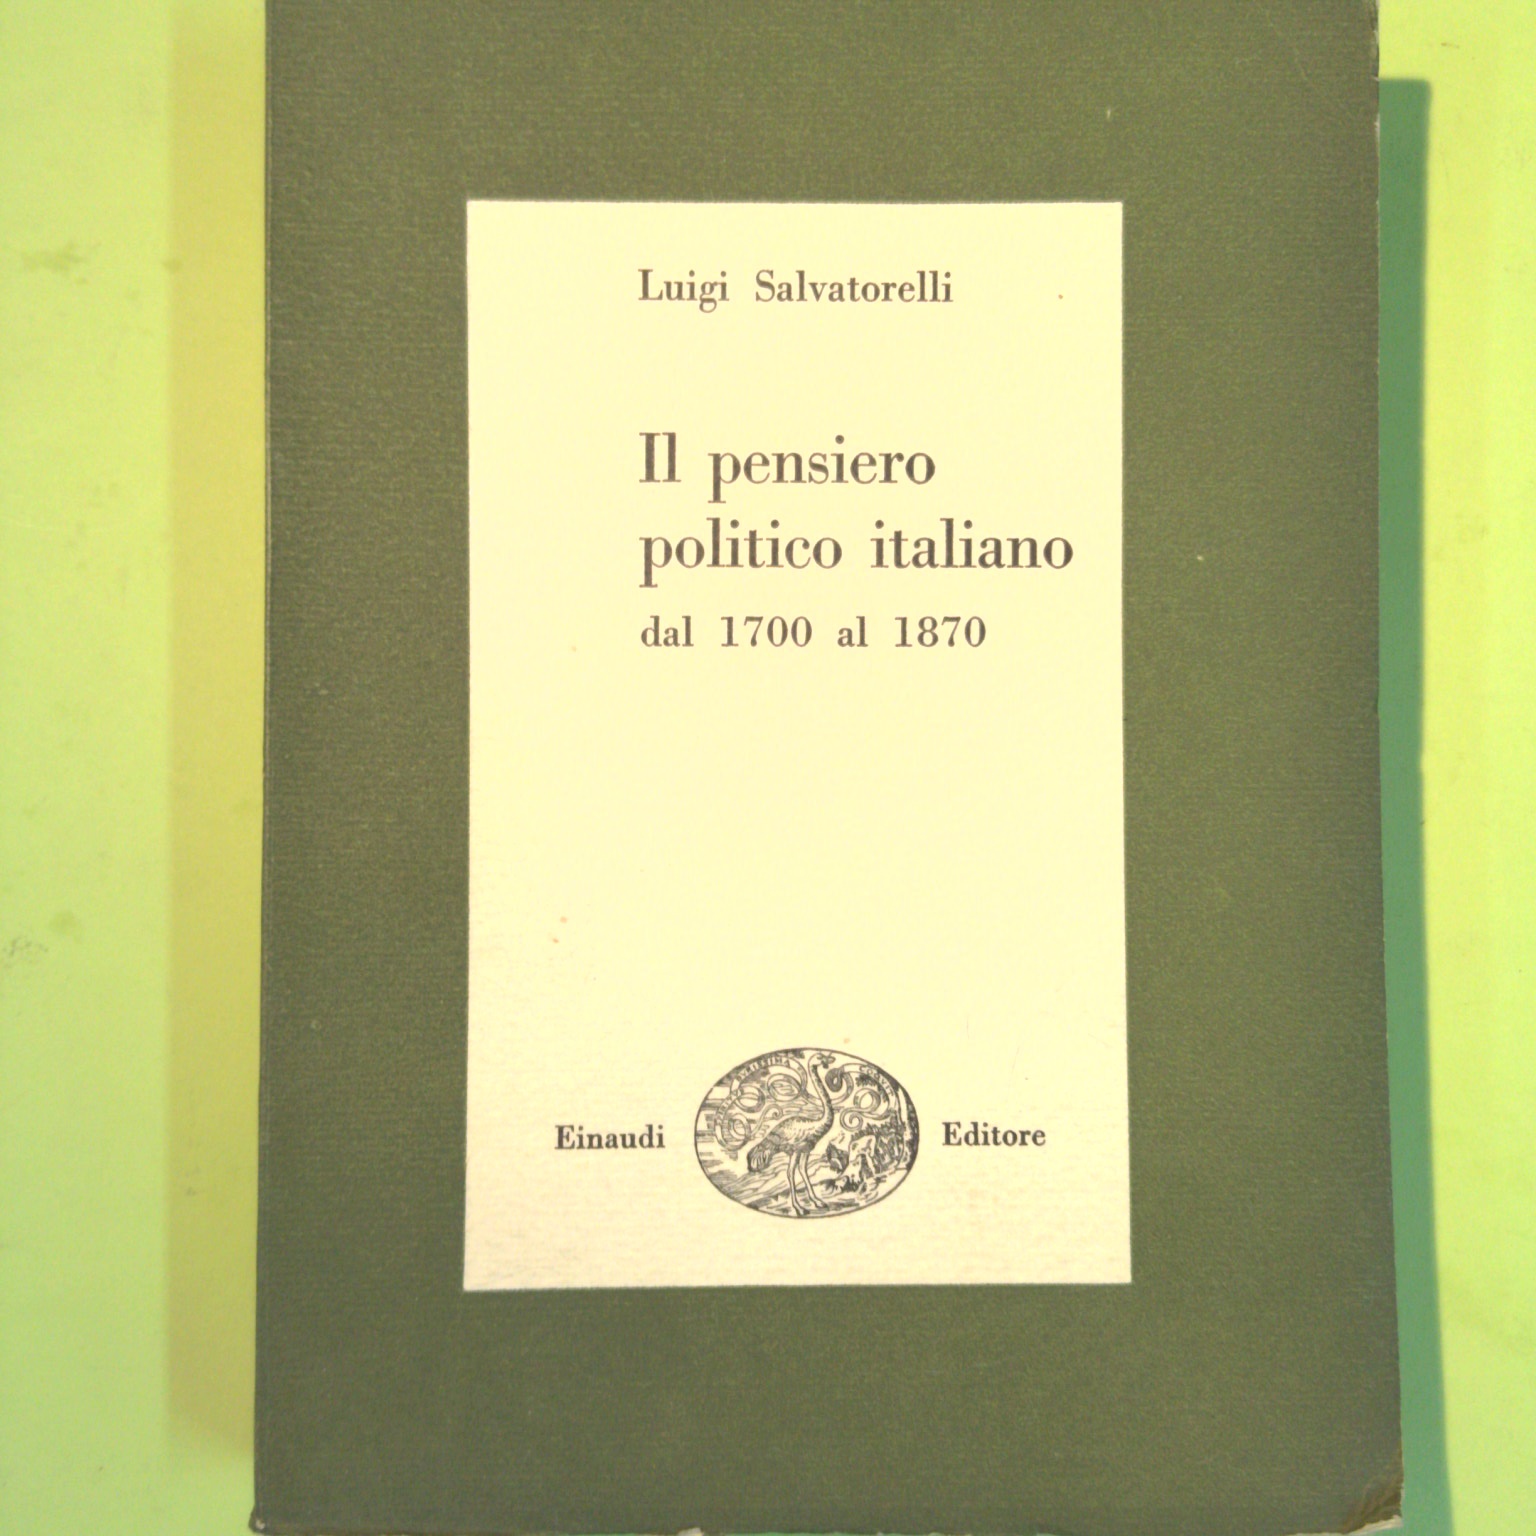 Luigi Salvatorelli
Il pensiero
politico italiano
dal 1700 al 1870
Einaudi Editore